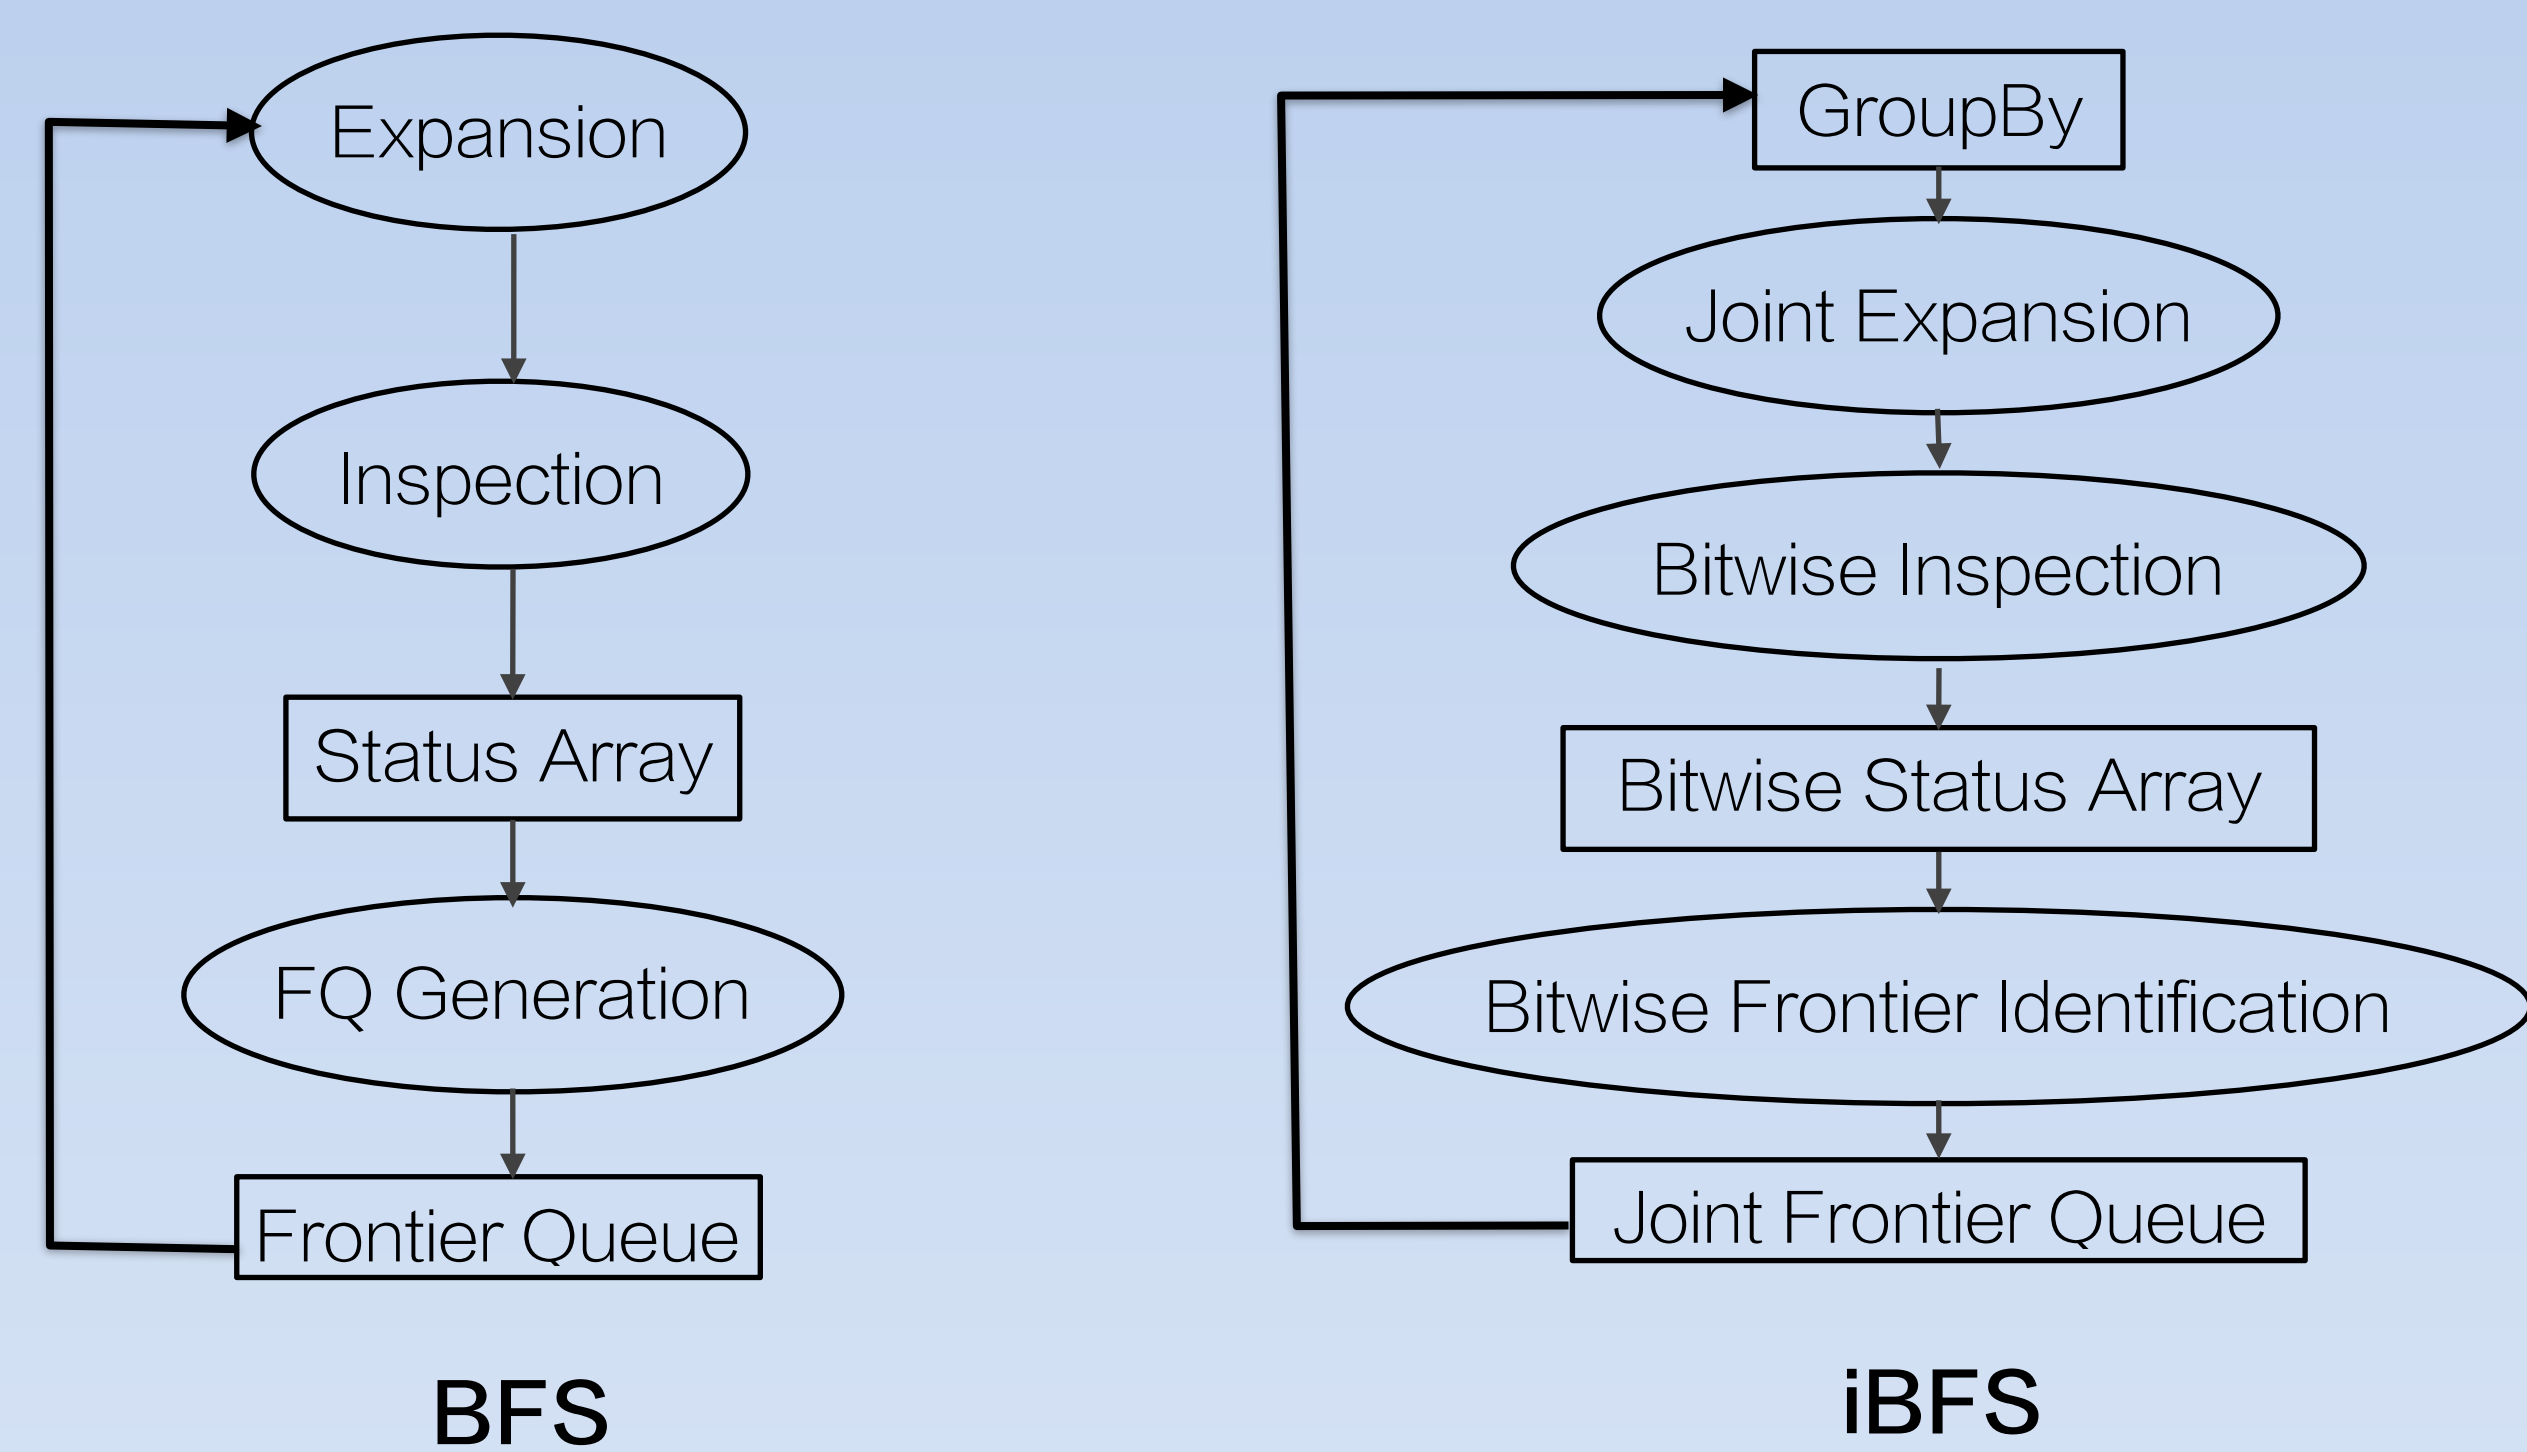 Expansion
Inspection
Status Array
FQ Generation
Frontier Queue
BFS
GroupBy
Joint Expansion
Bitwise Inspection
Bitwise Status Array
Bitwise Frontier Identification
Joint Frontier Queue
iBFS